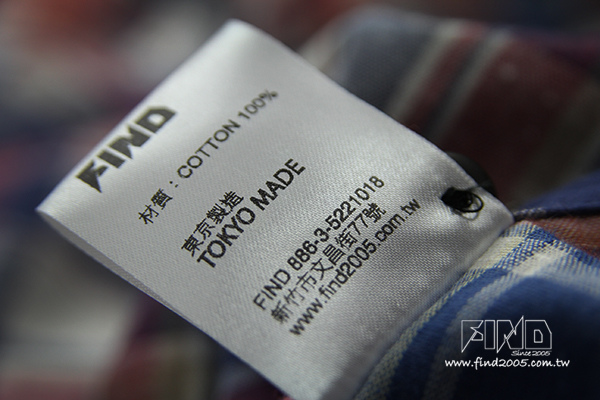 FIND
材質：COTTON 100%
東京製造
TOKYO MADE
FIND 886-3-5221018
新竹市文昌街77號
www.find2005.com.tw
FIND
Since 2005
www.find2005.com.tw